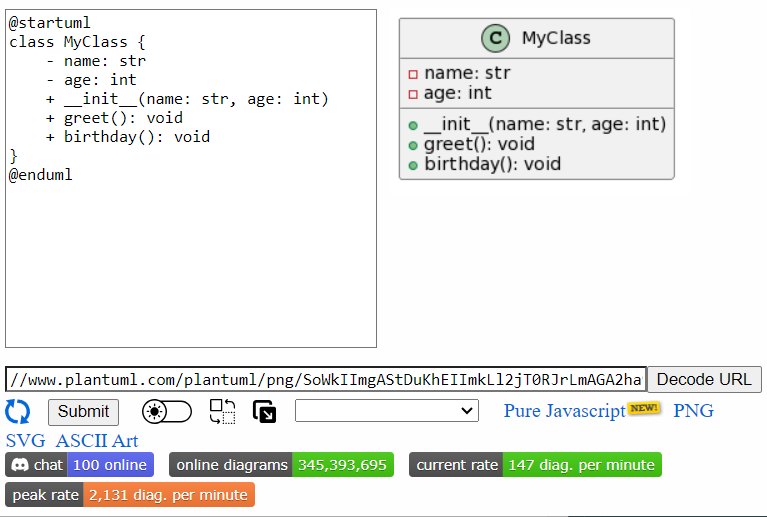 @startuml
class MyClass {
    - name: str
    - age: int
    + __init__(name: str, age: int)
    + greet(): void
    + birthday(): void
}
@enduml
C MyClass
name: str
age: int
__init__(name: str, age: int)
greet(): void
birthday(): void
//www.plantuml.com/plantuml/png/SoWkIImgAStDuKhEIImkLl2jT0RJrLmAGA2ha Decode URL
Submit Pure Javascript NEW! PNG
SVG ASCII Art
chat 100 online online diagrams 345,393,695 current rate 147 diag. per minute
peak rate 2,131 diag. per minute